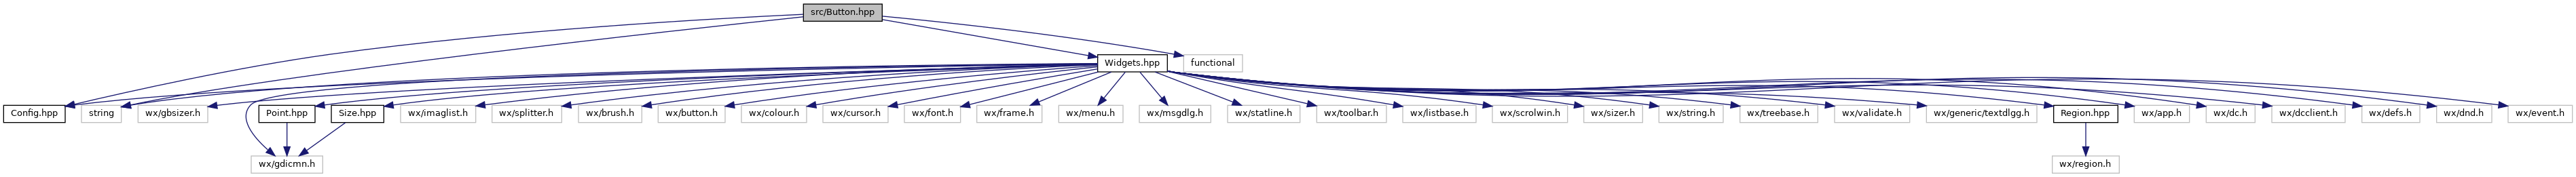 src/Button.hpp
Widgets.hpp
functional
Config.hpp
string
wx/gbsizer.h
Point.hpp
Size.hpp
wx/imaglist.h
wx/splitter.h
wx/brush.h
wx/button.h
wx/colour.h
wx/cursor.h
wx/font.h
wx/frame.h
wx/menu.h
wx/msgdlg.h
wx/statline.h
wx/toolbar.h
wx/listbase.h
wx/scrolwin.h
wx/sizer.h
wx/string.h
wx/treebase.h
wx/validate.h
wx/generic/textdlgg.h
Region.hpp
wx/app.h
wx/dc.h
wx/dcclient.h
wx/defs.h
wx/dnd.h
wx/event.h
wx/gdicmn.h
wx/region.h